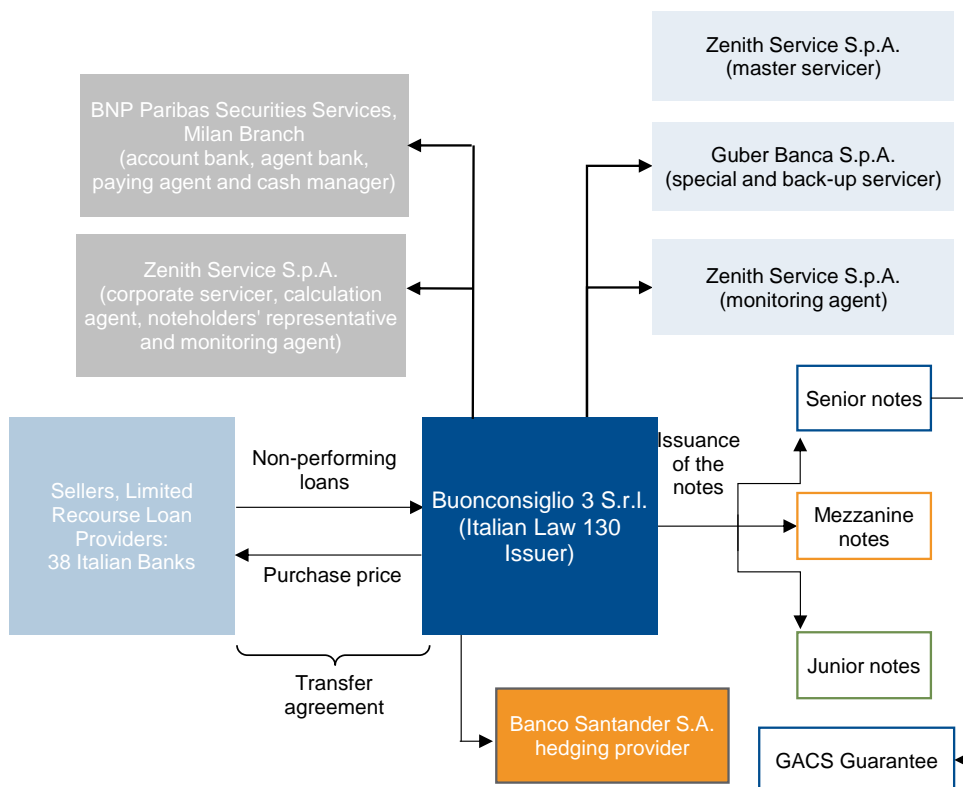 Zenith Service S.p.A.
(master servicer)
BNP Paribas Securities Services,
Milan Branch
(account bank, agent bank,
paying agent and cash manager)
Guber Banca S.p.A.
(special and back-up servicer)
Zenith Service S.p.A.
(corporate servicer, calculation
agent, noteholders' representative
and monitoring agent)
Zenith Service S.p.A.
(monitoring agent)
Senior notes
Issuance
of the
notes
Non-performing
loans
Sellers, Limited
Recourse Loan
Providers:
38 Italian Banks
Buonconsiglio 3 S.r.l.
(Italian Law 130
Issuer)
Mezzanine
notes
Purchase price
Junior notes
Transfer
agreement
Banco Santander S.A.
hedging provider
GACS Guarantee